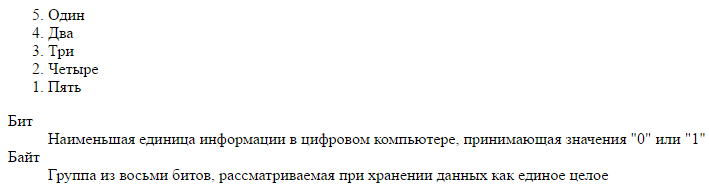 5. Один
4. Два
3. Три
2. Четыре
1. Пять
Бит
Наименьшая единица информации в цифровом компьютере, принимающая значения "0" или "1"
Байт
Группа из восьми битов, рассматриваемая при хранении данных как единое целое